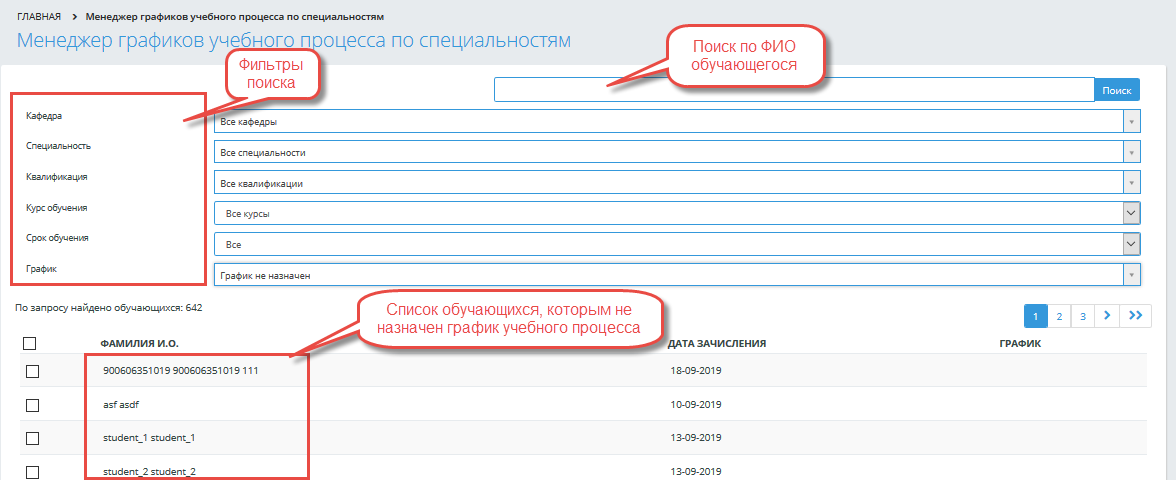 ГЛАВНАЯ > Менеджер графиков учебного процесса по специальностям
Менеджер графиков учебного процесса по специальностям
Фильтры
поиска
Поиск по ФИО
обучающегося
Поиск
Кафедра
Все кафедры
Специальность
Все специальности
Квалификация
Все квалификации
Курс обучения
Все курсы
Срок обучения
Все
График
График не назначен
По запросу найдено обучающихся: 642
Список обучающихся, которым не
назначен график учебного процесса
1 2 3 > >>
ФАМИЛИЯ И.О. ДАТА ЗАЧИСЛЕНИЯ ГРАФИК
900606351019 900606351019 111 18-09-2019
asf asdf 10-09-2019
student_1 student_1 13-09-2019
student_2 student_2 13-09-2019